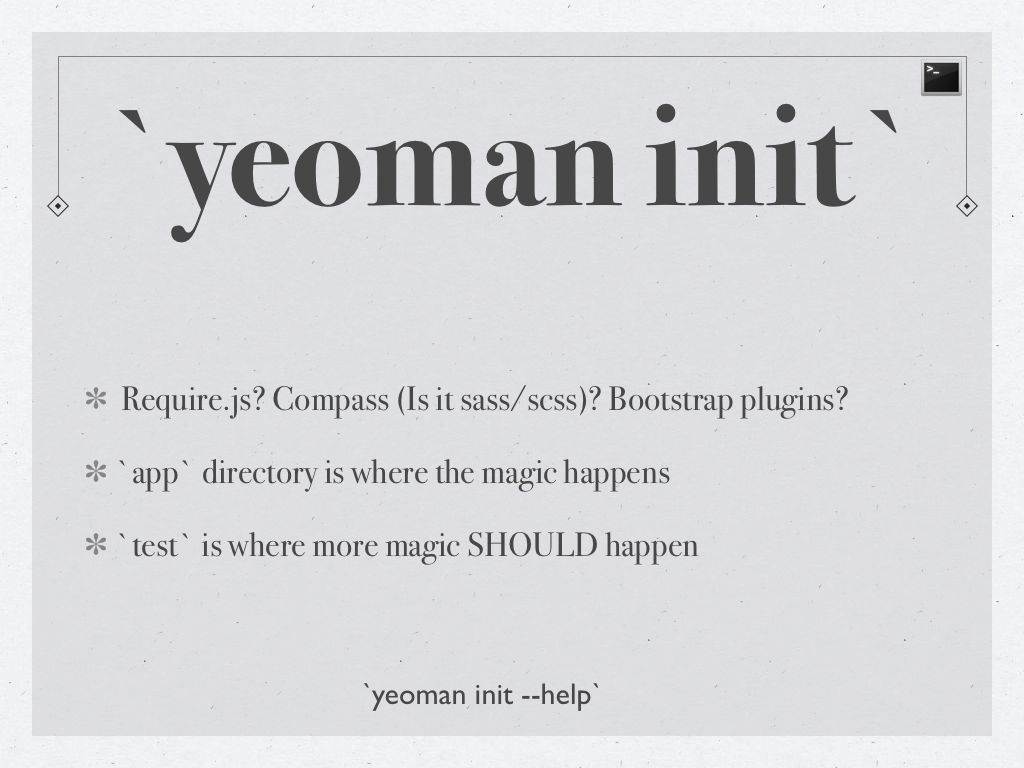 >_
`yeoman init`
Require.js? Compass (Is it sass/scss)? Bootstrap plugins?
`app` directory is where the magic happens
`test` is where more magic SHOULD happen
`yeoman init --help`